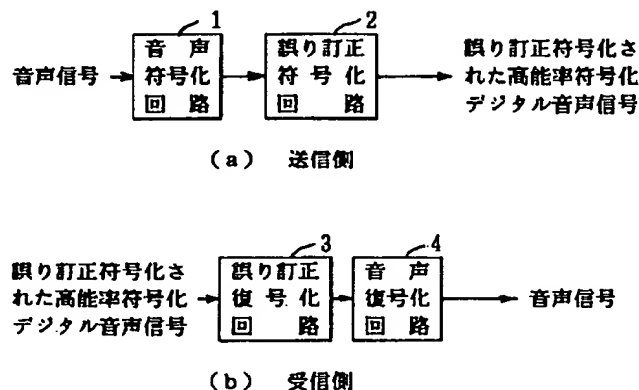 1
2
音声信号
音声
符号化
回路
誤り訂正
符号化
回路
誤り訂正符号化さ
れた高能率符号化
デジタル音声信号
(a) 送信側
3
4
誤り訂正符号化さ
れた高能率符号化
デジタル音声信号
誤り訂正
復号化
回路
音声
復号化
回路
音声信号
(b) 受信側